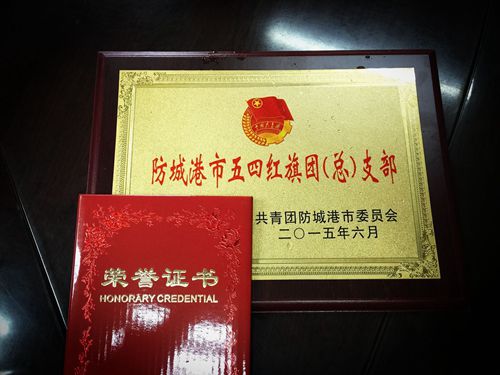 防城港市五四红旗团(总)支部
共青团防城港市委员会
二〇一五年六月
荣誉证书
HONORARY CREDENTIAL